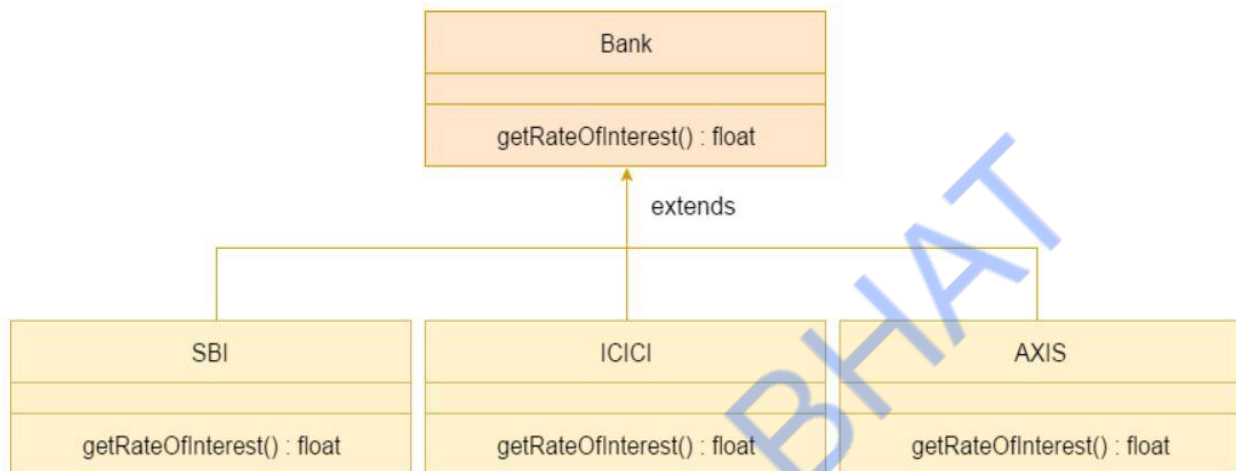 Bank
getRateOfInterest() : float
extends
SBI
ICICI
AXIS
getRateOfInterest() : float
getRateOfInterest() : float
getRateOfInterest() : float
BHAT